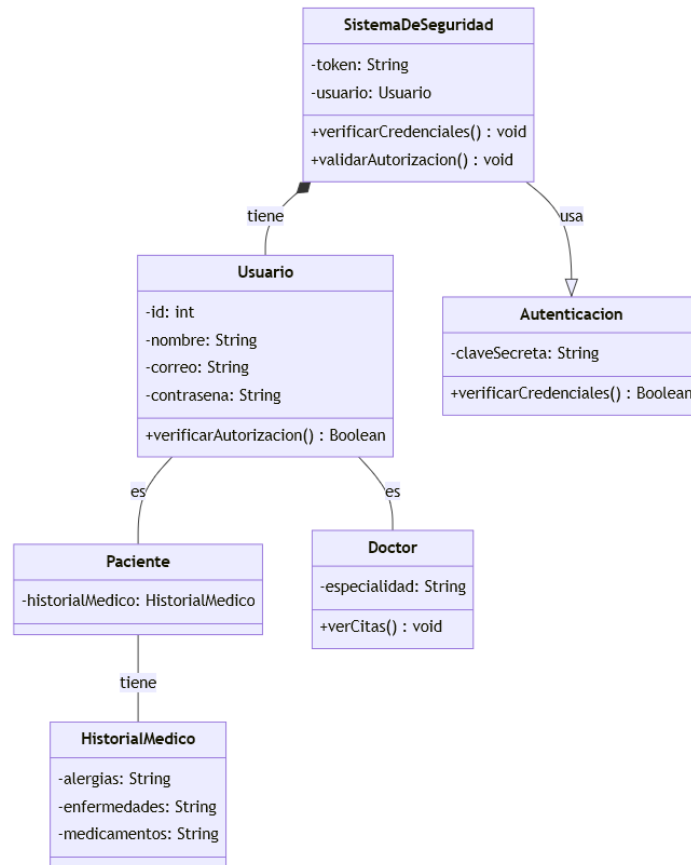 SistemaDeSeguridad
-token: String
-usuario: Usuario
+verificarCredenciales() : void
+validarAutorizacion() : void
tiene
usa
Usuario
-id: int
-nombre: String
-correo: String
-contrasena: String
+verificarAutorizacion() : Boolean
Autenticacion
-claveSecreta: String
+verificarCredenciales() : Boolean
es
es
Paciente
-historialMedico: HistorialMedico
Doctor
-especialidad: String
+verCitas() : void
tiene
HistorialMedico
-alergias: String
-enfermedades: String
-medicamentos: String